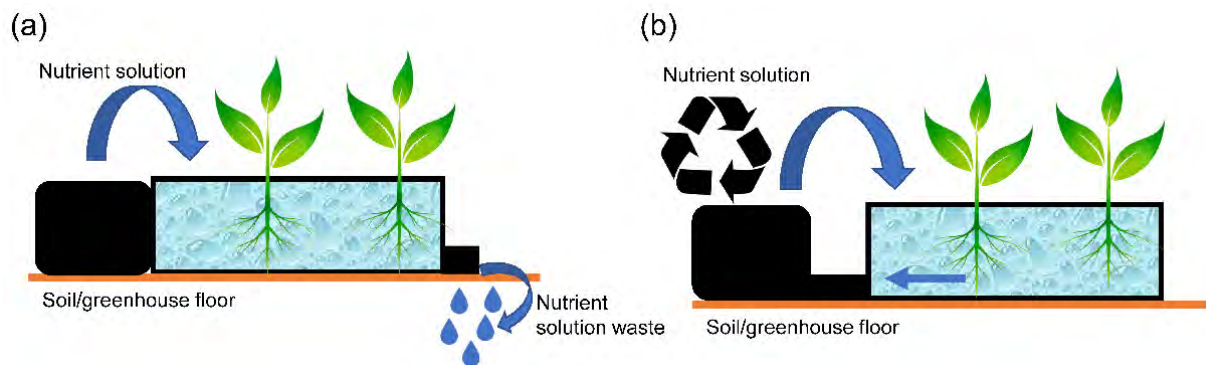 (a)
Nutrient solution
Soil/greenhouse floor
Nutrient
solution waste
(b)
Nutrient solution
Soil/greenhouse floor